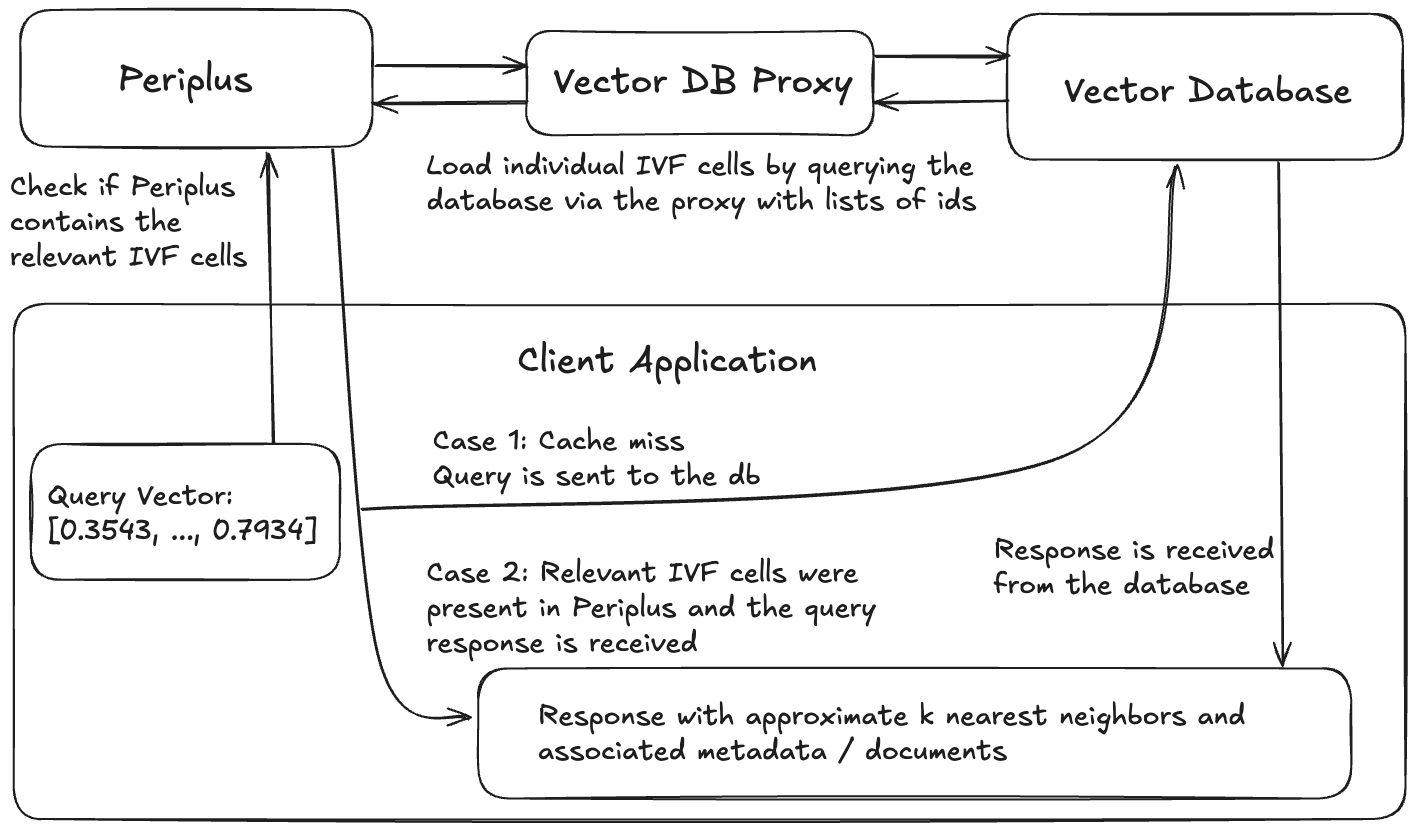 Periplus
Vector DB Proxy
Vector Database
Load individual IVF cells by querying the
database via the proxy with lists of ids
Check if Periplus
contains the
relevant IVF cells
Client Application
Case 1: Cache miss
Query is sent to the db
Query Vector:
[0.3543, ..., 0.7934]
Case 2: Relevant IVF cells were
present in Periplus and the query
response is received
Response is received
from the database
Response with approximate k nearest neighbors and
associated metadata / documents